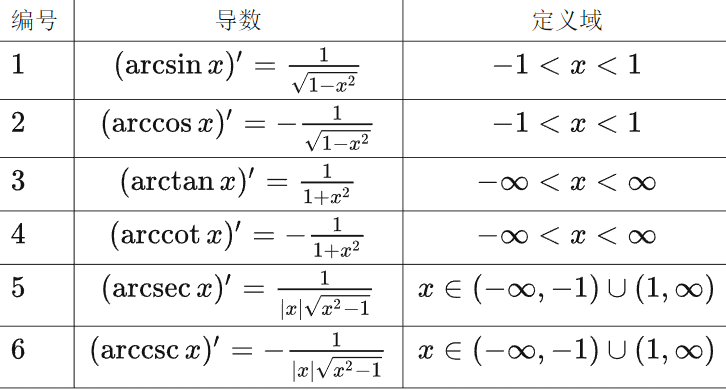 编号 导数 定义域
1 (arcsin x)′ = 1/√(1−x²) −1 < x < 1
2 (arccos x)′ = −1/√(1−x²) −1 < x < 1
3 (arctan x)′ = 1/(1+x²) −∞ < x < ∞
4 (arccot x)′ = −1/(1+x²) −∞ < x < ∞
5 (arcsec x)′ = 1/(|x|√(x²−1)) x ∈ (−∞, −1) ∪ (1, ∞)
6 (arccsc x)′ = −1/(|x|√(x²−1)) x ∈ (−∞, −1) ∪ (1, ∞)